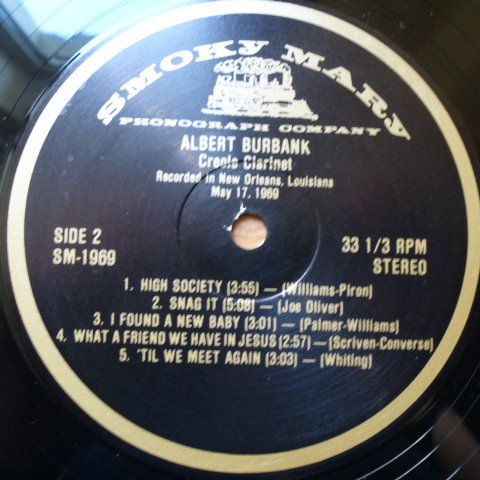 SMOKY MARY
PHONOGRAPH COMPANY
ALBERT BURBANK
Creole Clarinet
Recorded in New Orleans, Louisiana
May 17, 1969
SIDE 2
SM-1969
33 1/3 RPM
STEREO
1. HIGH SOCIETY (3:55) — (Williams-Piron)
2. SNAG IT (5:08) — (Joe Oliver)
3. I FOUND A NEW BABY (3:01) — (Palmer-Williams)
4. WHAT A FRIEND WE HAVE IN JESUS (2:57) — (Scriven-Converse)
5. 'TIL WE MEET AGAIN (3:03) — (Whiting)